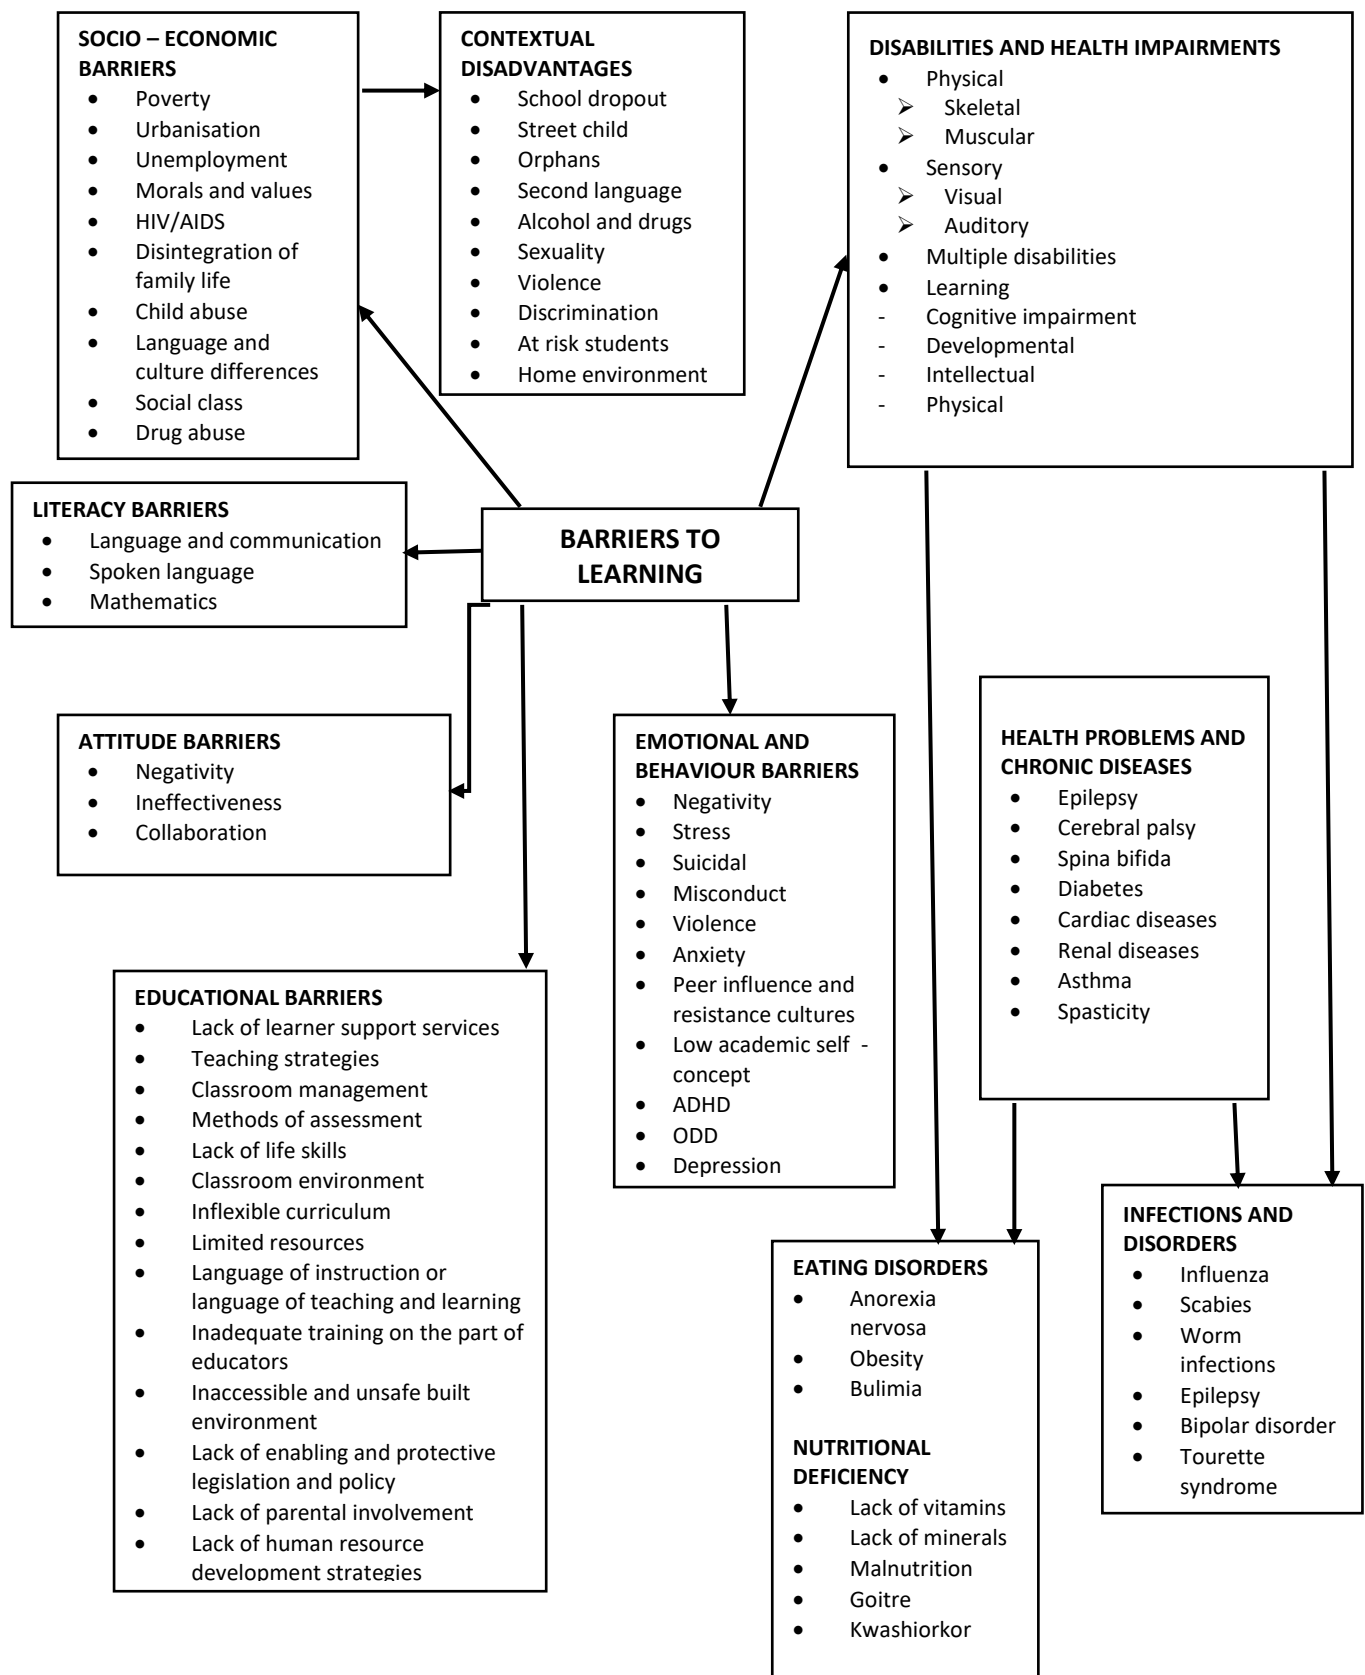 SOCIO – ECONOMIC
BARRIERS
• Poverty
• Urbanisation
• Unemployment
• Morals and values
• HIV/AIDS
• Disintegration of
family life
• Child abuse
• Language and
culture differences
• Social class
• Drug abuse
CONTEXTUAL
DISADVANTAGES
• School dropout
• Street child
• Orphans
• Second language
• Alcohol and drugs
• Sexuality
• Violence
• Discrimination
• At risk students
• Home environment
DISABILITIES AND HEALTH IMPAIRMENTS
• Physical
➢ Skeletal
➢ Muscular
• Sensory
➢ Visual
➢ Auditory
• Multiple disabilities
• Learning
- Cognitive impairment
- Developmental
- Intellectual
- Physical
LITERACY BARRIERS
• Language and communication
• Spoken language
• Mathematics
BARRIERS TO
LEARNING
ATTITUDE BARRIERS
• Negativity
• Ineffectiveness
• Collaboration
EMOTIONAL AND
BEHAVIOUR BARRIERS
• Negativity
• Stress
• Suicidal
• Misconduct
• Violence
• Anxiety
• Peer influence and
resistance cultures
• Low academic self -
concept
• ADHD
• ODD
• Depression
HEALTH PROBLEMS AND
CHRONIC DISEASES
• Epilepsy
• Cerebral palsy
• Spina bifida
• Diabetes
• Cardiac diseases
• Renal diseases
• Asthma
• Spasticity
EDUCATIONAL BARRIERS
• Lack of learner support services
• Teaching strategies
• Classroom management
• Methods of assessment
• Lack of life skills
• Classroom environment
• Inflexible curriculum
• Limited resources
• Language of instruction or
language of teaching and learning
• Inadequate training on the part of
educators
• Inaccessible and unsafe built
environment
• Lack of enabling and protective
legislation and policy
• Lack of parental involvement
• Lack of human resource
development strategies
EATING DISORDERS
• Anorexia
nervosa
• Obesity
• Bulimia
NUTRITIONAL
DEFICIENCY
• Lack of vitamins
• Lack of minerals
• Malnutrition
• Goitre
• Kwashiorkor
INFECTIONS AND
DISORDERS
• Influenza
• Scabies
• Worm
infections
• Epilepsy
• Bipolar disorder
• Tourette
syndrome